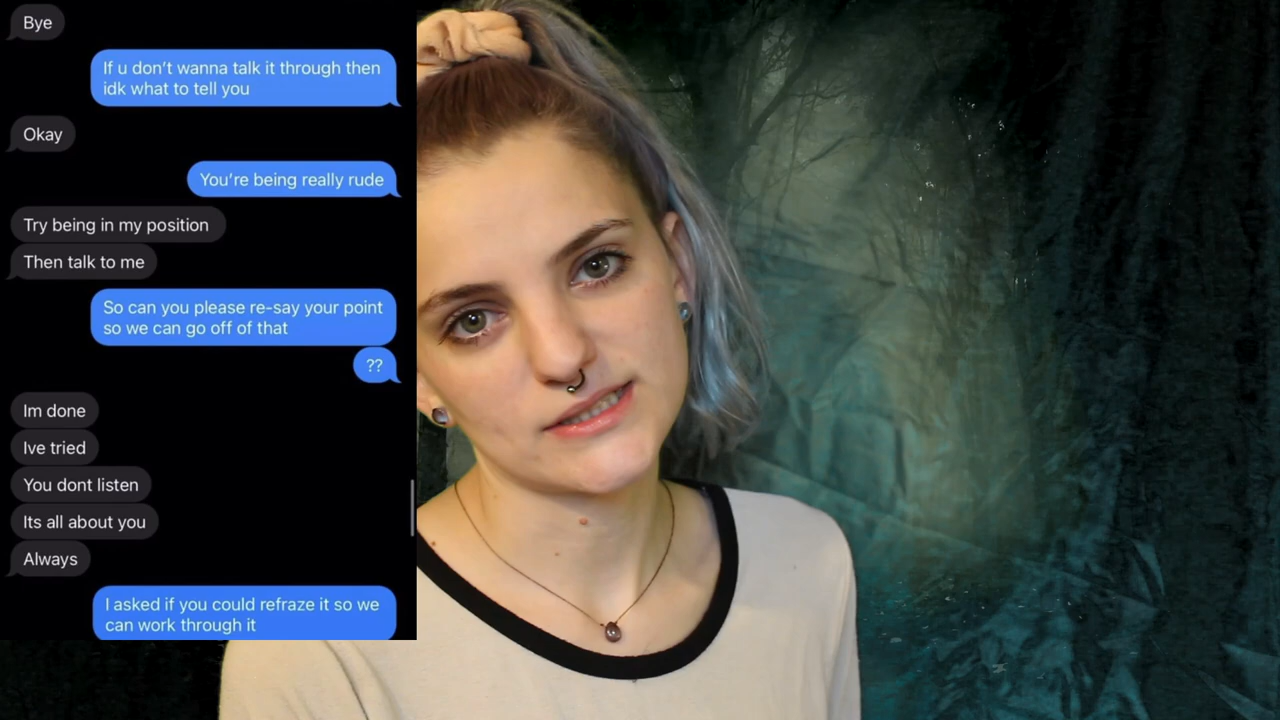 Bye
If u don’t wanna talk it through then
idk what to tell you
Okay
You’re being really rude
Try being in my position
Then talk to me
So can you please re-say your point
so we can go off of that
??
Im done
Ive tried
You dont listen
Its all about you
Always
I asked if you could refraze it so we
can work through it